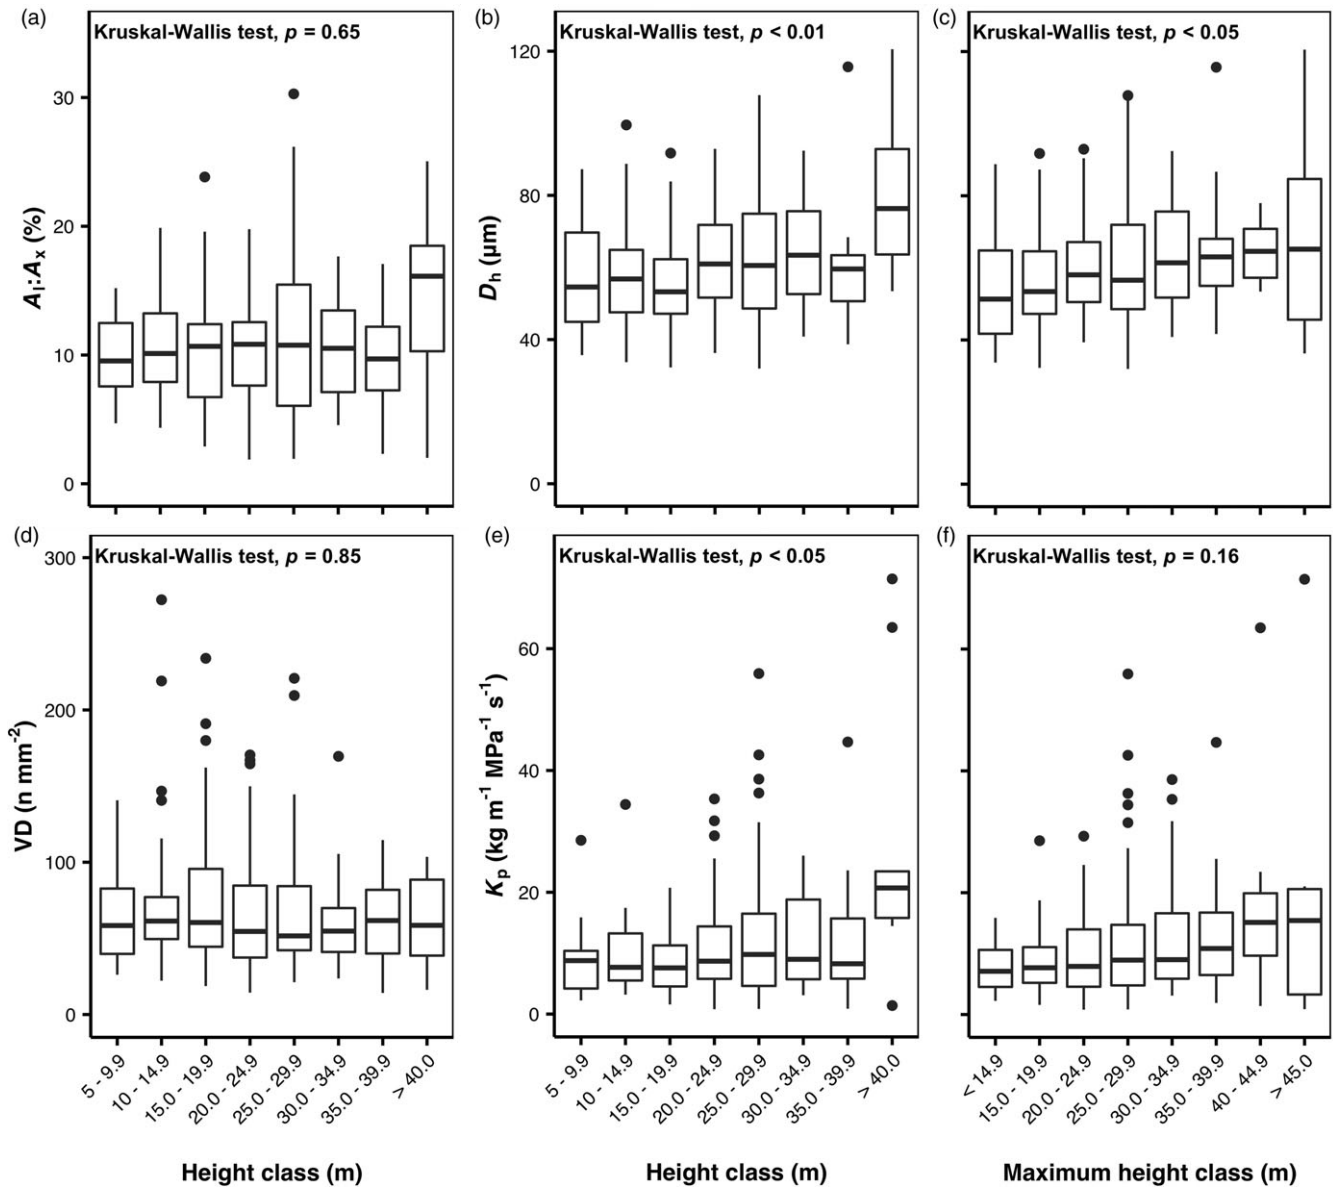 (a)
Kruskal-Wallis test, p = 0.65
Al:Ax (%)
30
20
10
0
(b)
Kruskal-Wallis test, p < 0.01
Dh (µm)
120
80
40
0
(c)
Kruskal-Wallis test, p < 0.05
(d)
Kruskal-Wallis test, p = 0.85
VD (n mm-2)
300
200
100
0
5 - 9.9
10 - 14.9
15.0 - 19.9
20.0 - 24.9
25.0 - 29.9
30.0 - 34.9
35.0 - 39.9
> 40.0
Height class (m)
(e)
Kruskal-Wallis test, p < 0.05
Kp (kg m-1 MPa-1 s-1)
60
40
20
0
5 - 9.9
10 - 14.9
15.0 - 19.9
20.0 - 24.9
25.0 - 29.9
30.0 - 34.9
35.0 - 39.9
> 40.0
Height class (m)
(f)
Kruskal-Wallis test, p = 0.16
< 14.9
15.0 - 19.9
20.0 - 24.9
25.0 - 29.9
30.0 - 34.9
35.0 - 39.9
40 - 44.9
> 45.0
Maximum height class (m)